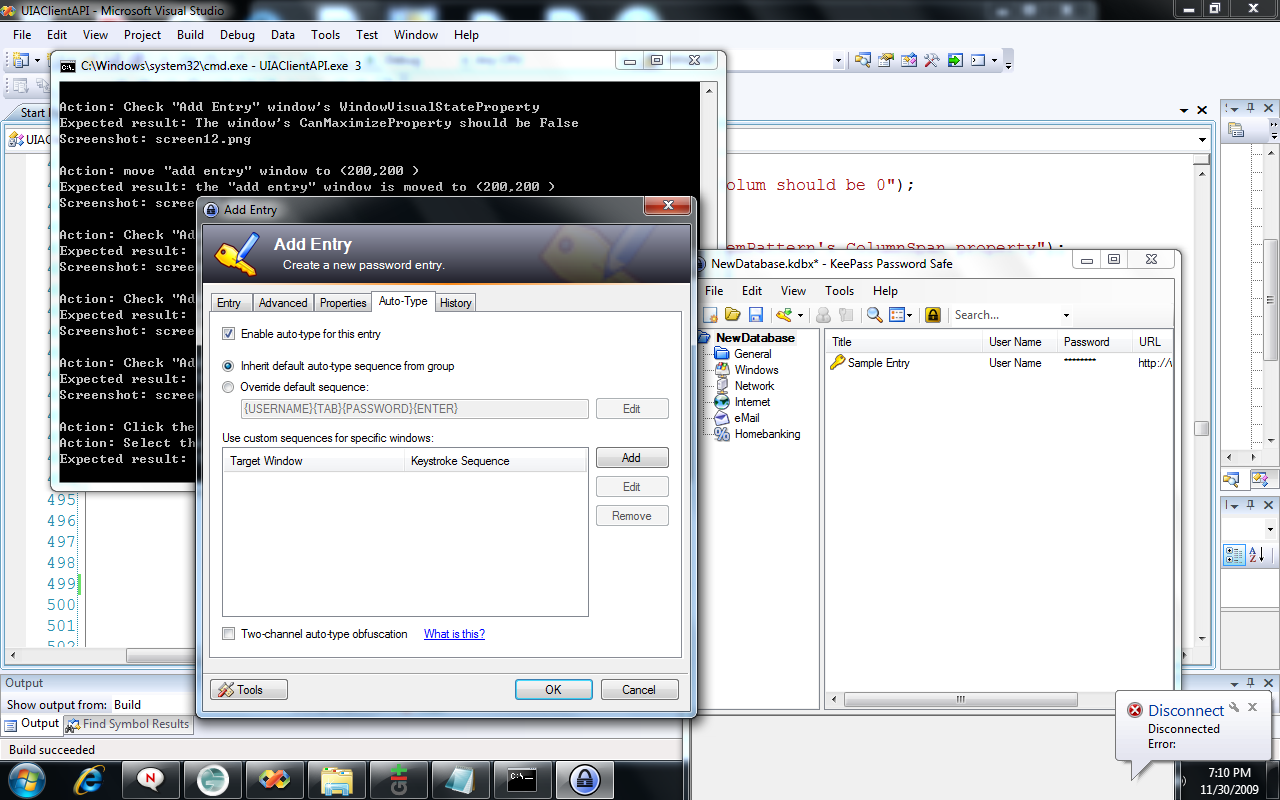 UIAClientAPI - Microsoft Visual Studio
File Edit View Project Build Debug Data Tools Test Window Help
C:\Windows\system32\cmd.exe - UIAClientAPI.exe 3
Action: Check "Add Entry" window's WindowVisualStateProperty
Expected result: The window's CanMaximizeProperty should be False
Screenshot: screen12.png
Action: move "add entry" window to (200,200 )
Expected result: the "add entry" window is moved to (200,200 )
Screenshot: scree
Action: Check "Ad
Expected result:
Screenshot: scree
Action: Check "Ad
Expected result:
Screenshot: scree
Action: Check "Ad
Expected result:
Screenshot: scree
Action: Click the
Action: Select th
Expected result:
Start
UIAC
olum should be 0");
emPattern's ColumnSpan property");
495
496
497
498
499
500
501
502
Add Entry
Add Entry
Create a new password entry.
Entry Advanced Properties Auto-Type History
Enable auto-type for this entry
Inherit default auto-type sequence from group
Override default sequence:
{USERNAME}{TAB}{PASSWORD}{ENTER} Edit
Use custom sequences for specific windows:
Target Window Keystroke Sequence
Add
Edit
Remove
Two-channel auto-type obfuscation What is this?
Tools OK Cancel
NewDatabase.kdbx* - KeePass Password Safe
File Edit View Tools Help
Search...
NewDatabase
General
Windows
Network
Internet
eMail
Homebanking
Title User Name Password URL
Sample Entry User Name ******** http://
Output
Show output from: Build
Output Find Symbol Results
Build succeeded
Disconnect
Disconnected
Error:
7:10 PM
11/30/2009